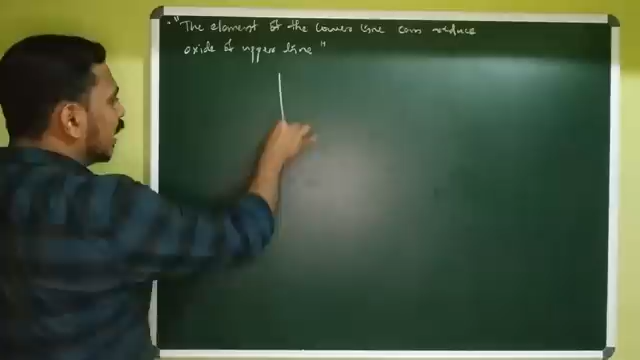 "The element of the lower line can reduce
oxide of upper line"